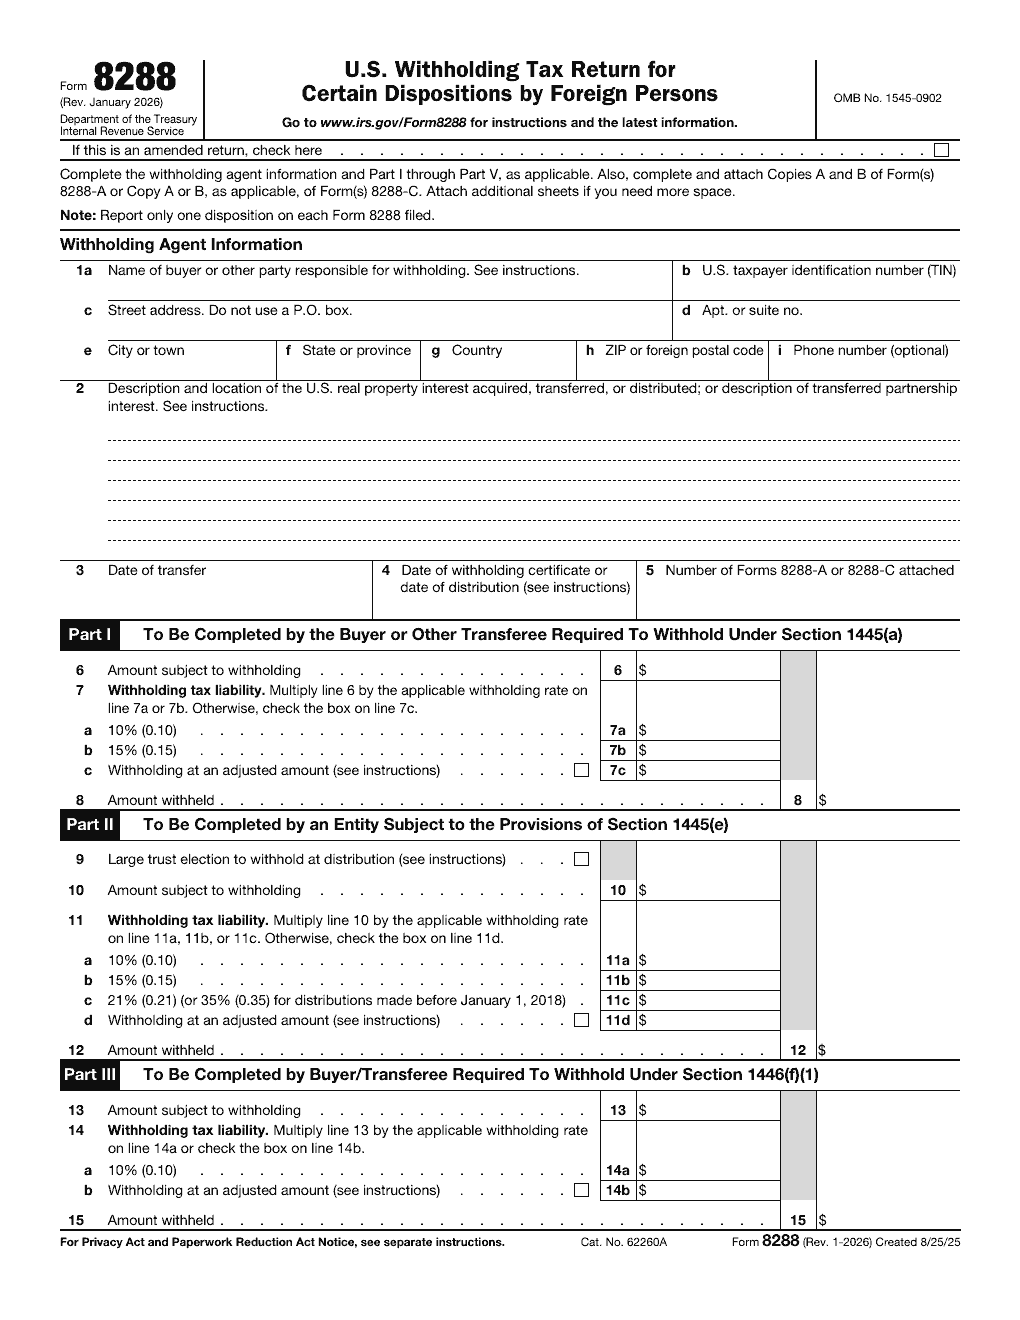 Form 8288
(Rev. January 2026)
Department of the Treasury
Internal Revenue Service
U.S. Withholding Tax Return for
Certain Dispositions by Foreign Persons
Go to www.irs.gov/Form8288 for instructions and the latest information.
OMB No. 1545-0902
If this is an amended return, check here . . . . . . . . . . . . . . . . . . . . . . . . . . . . . .
Complete the withholding agent information and Part I through Part V, as applicable. Also, complete and attach Copies A and B of Form(s)
8288-A or Copy A or B, as applicable, of Form(s) 8288-C. Attach additional sheets if you need more space.
Note: Report only one disposition on each Form 8288 filed.
Withholding Agent Information
1a Name of buyer or other party responsible for withholding. See instructions.
b U.S. taxpayer identification number (TIN)
c Street address. Do not use a P.O. box.
d Apt. or suite no.
e City or town
f State or province
g Country
h ZIP or foreign postal code
i Phone number (optional)
2 Description and location of the U.S. real property interest acquired, transferred, or distributed; or description of transferred partnership
interest. See instructions.
3 Date of transfer
4 Date of withholding certificate or
date of distribution (see instructions)
5 Number of Forms 8288-A or 8288-C attached
Part I To Be Completed by the Buyer or Other Transferee Required To Withhold Under Section 1445(a)
6 Amount subject to withholding . . . . . . . . . . . . . . 6 $
7 Withholding tax liability. Multiply line 6 by the applicable withholding rate on
line 7a or 7b. Otherwise, check the box on line 7c.
a 10% (0.10) . . . . . . . . . . . . . . . . . . . . 7a $
b 15% (0.15) . . . . . . . . . . . . . . . . . . . . 7b $
c Withholding at an adjusted amount (see instructions) . . . . . . 7c $
8 Amount withheld . . . . . . . . . . . . . . . . . . . . . . . . . . . . 8 $
Part II To Be Completed by an Entity Subject to the Provisions of Section 1445(e)
9 Large trust election to withhold at distribution (see instructions) . . .
10 Amount subject to withholding . . . . . . . . . . . . . . 10 $
11 Withholding tax liability. Multiply line 10 by the applicable withholding rate
on line 11a, 11b, or 11c. Otherwise, check the box on line 11d.
a 10% (0.10) . . . . . . . . . . . . . . . . . . . . 11a $
b 15% (0.15) . . . . . . . . . . . . . . . . . . . . 11b $
c 21% (0.21) (or 35% (0.35) for distributions made before January 1, 2018) . 11c $
d Withholding at an adjusted amount (see instructions) . . . . . . 11d $
12 Amount withheld . . . . . . . . . . . . . . . . . . . . . . . . . . . . 12 $
Part III To Be Completed by Buyer/Transferee Required To Withhold Under Section 1446(f)(1)
13 Amount subject to withholding . . . . . . . . . . . . . . 13 $
14 Withholding tax liability. Multiply line 13 by the applicable withholding rate
on line 14a or check the box on line 14b.
a 10% (0.10) . . . . . . . . . . . . . . . . . . . . 14a $
b Withholding at an adjusted amount (see instructions) . . . . . . 14b $
15 Amount withheld . . . . . . . . . . . . . . . . . . . . . . . . . . . . 15 $
For Privacy Act and Paperwork Reduction Act Notice, see separate instructions. Cat. No. 62260A Form 8288 (Rev. 1-2026) Created 8/25/25